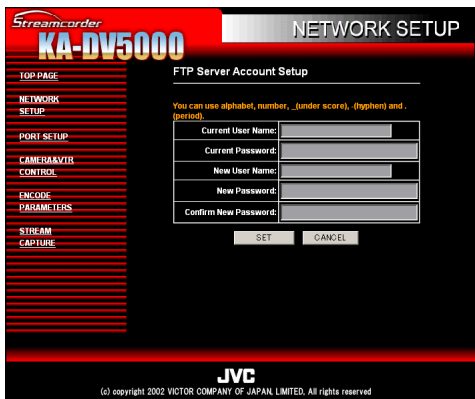 Streamcorder
KA-DV5000
NETWORK SETUP
TOP PAGE
NETWORK
SETUP
PORT SETUP
CAMERA&VTR
CONTROL
ENCODE
PARAMETERS
STREAM
CAPTURE
FTP Server Account Setup
You can use alphabet, number, _(under score), -(hyphen) and .
(period).
Current User Name:
Current Password:
New User Name:
New Password:
Confirm New Password:
SET
CANCEL
JVC
(c) copyright 2002 VICTOR COMPANY OF JAPAN, LIMITED, All rights reserved